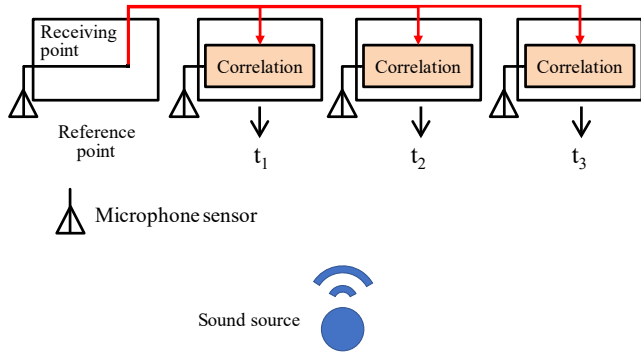 Receiving
point
Correlation
Correlation
Correlation
Reference
point
t₁
t₂
t₃
Microphone sensor
Sound source